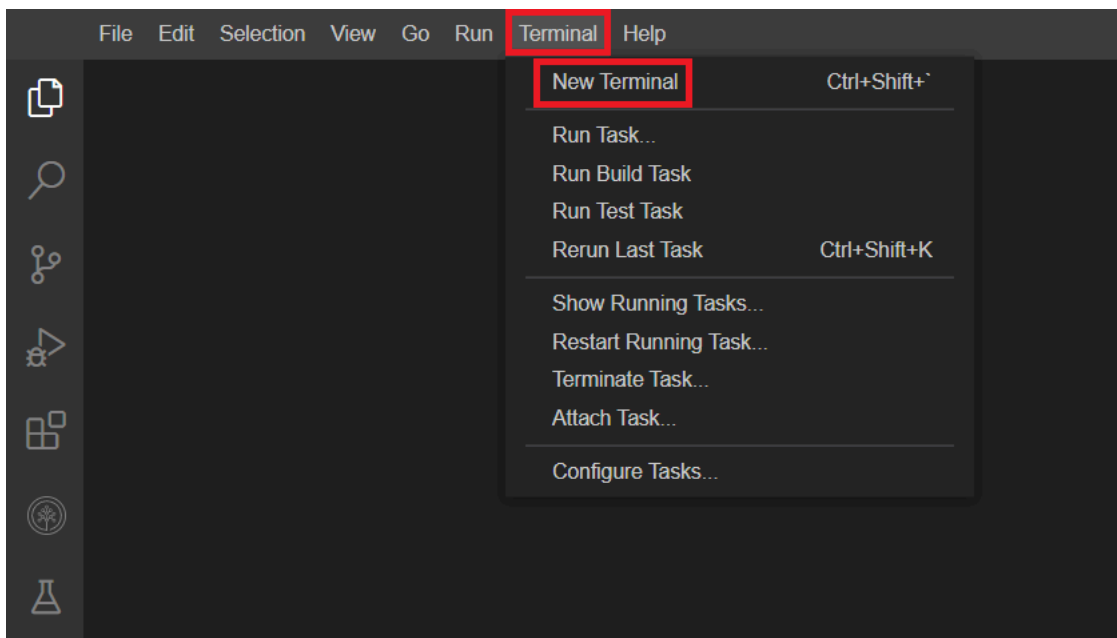 File Edit Selection View Go Run Terminal Help
New Terminal Ctrl+Shift+`
Run Task...
Run Build Task
Run Test Task
Rerun Last Task Ctrl+Shift+K
Show Running Tasks...
Restart Running Task...
Terminate Task...
Attach Task...
Configure Tasks...